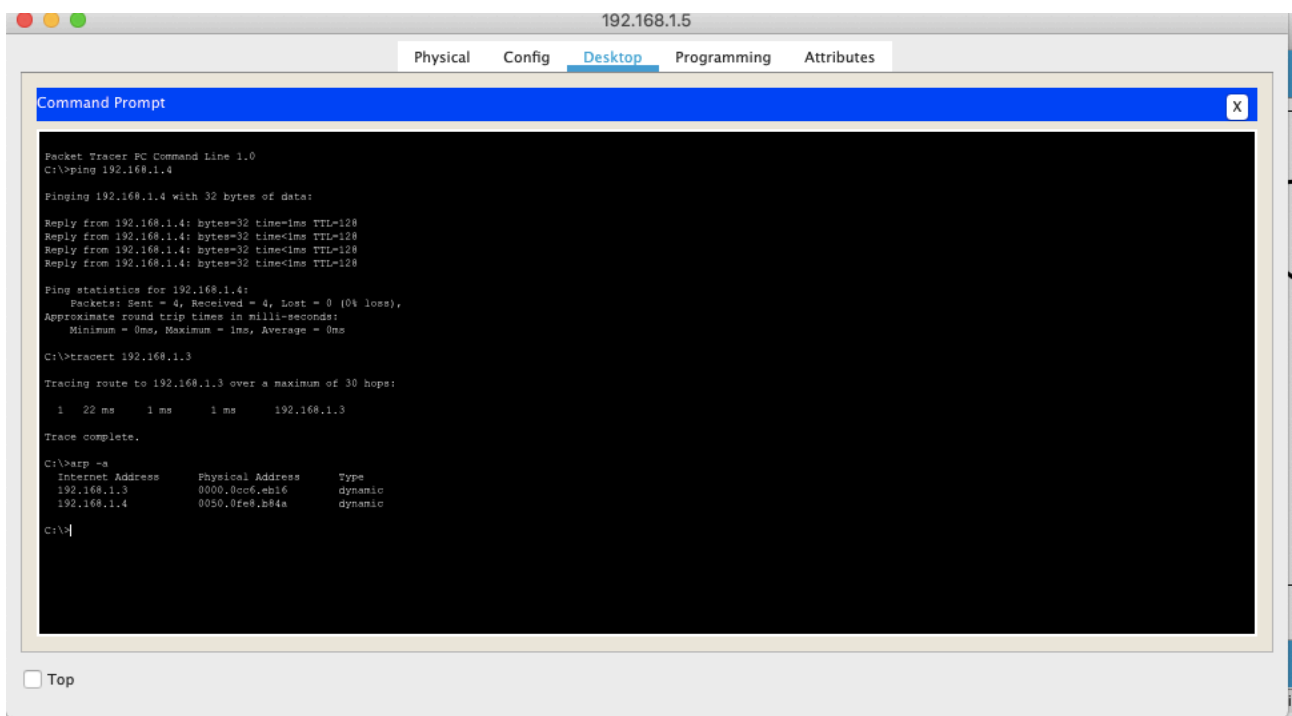 192.168.1.5
Physical Config Desktop Programming Attributes
Command Prompt
X
Packet Tracer PC Command Line 1.0
C:\>ping 192.168.1.4
Pinging 192.168.1.4 with 32 bytes of data:
Reply from 192.168.1.4: bytes=32 time=1ms TTL=128
Reply from 192.168.1.4: bytes=32 time<1ms TTL=128
Reply from 192.168.1.4: bytes=32 time<1ms TTL=128
Reply from 192.168.1.4: bytes=32 time<1ms TTL=128
Ping statistics for 192.168.1.4:
Packets: Sent = 4, Received = 4, Lost = 0 (0% loss),
Approximate round trip times in milli-seconds:
Minimum = 0ms, Maximum = 1ms, Average = 0ms
C:\>tracert 192.168.1.3
Tracing route to 192.168.1.3 over a maximum of 30 hops:
1 22 ms 1 ms 1 ms 192.168.1.3
Trace complete.
C:\>arp -a
Internet Address Physical Address Type
192.168.1.3 0000.0cc6.eb16 dynamic
192.168.1.4 0050.0fe8.b84a dynamic
C:\>
Top